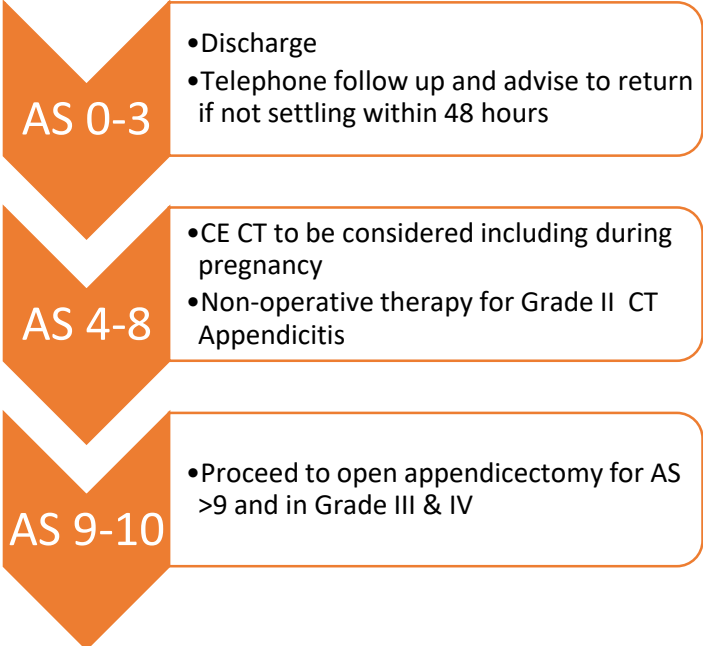 AS 0-3
•Discharge
•Telephone follow up and advise to return
if not settling within 48 hours
AS 4-8
•CE CT to be considered including during
pregnancy
•Non-operative therapy for Grade II CT
Appendicitis
AS 9-10
•Proceed to open appendicectomy for AS
>9 and in Grade III & IV